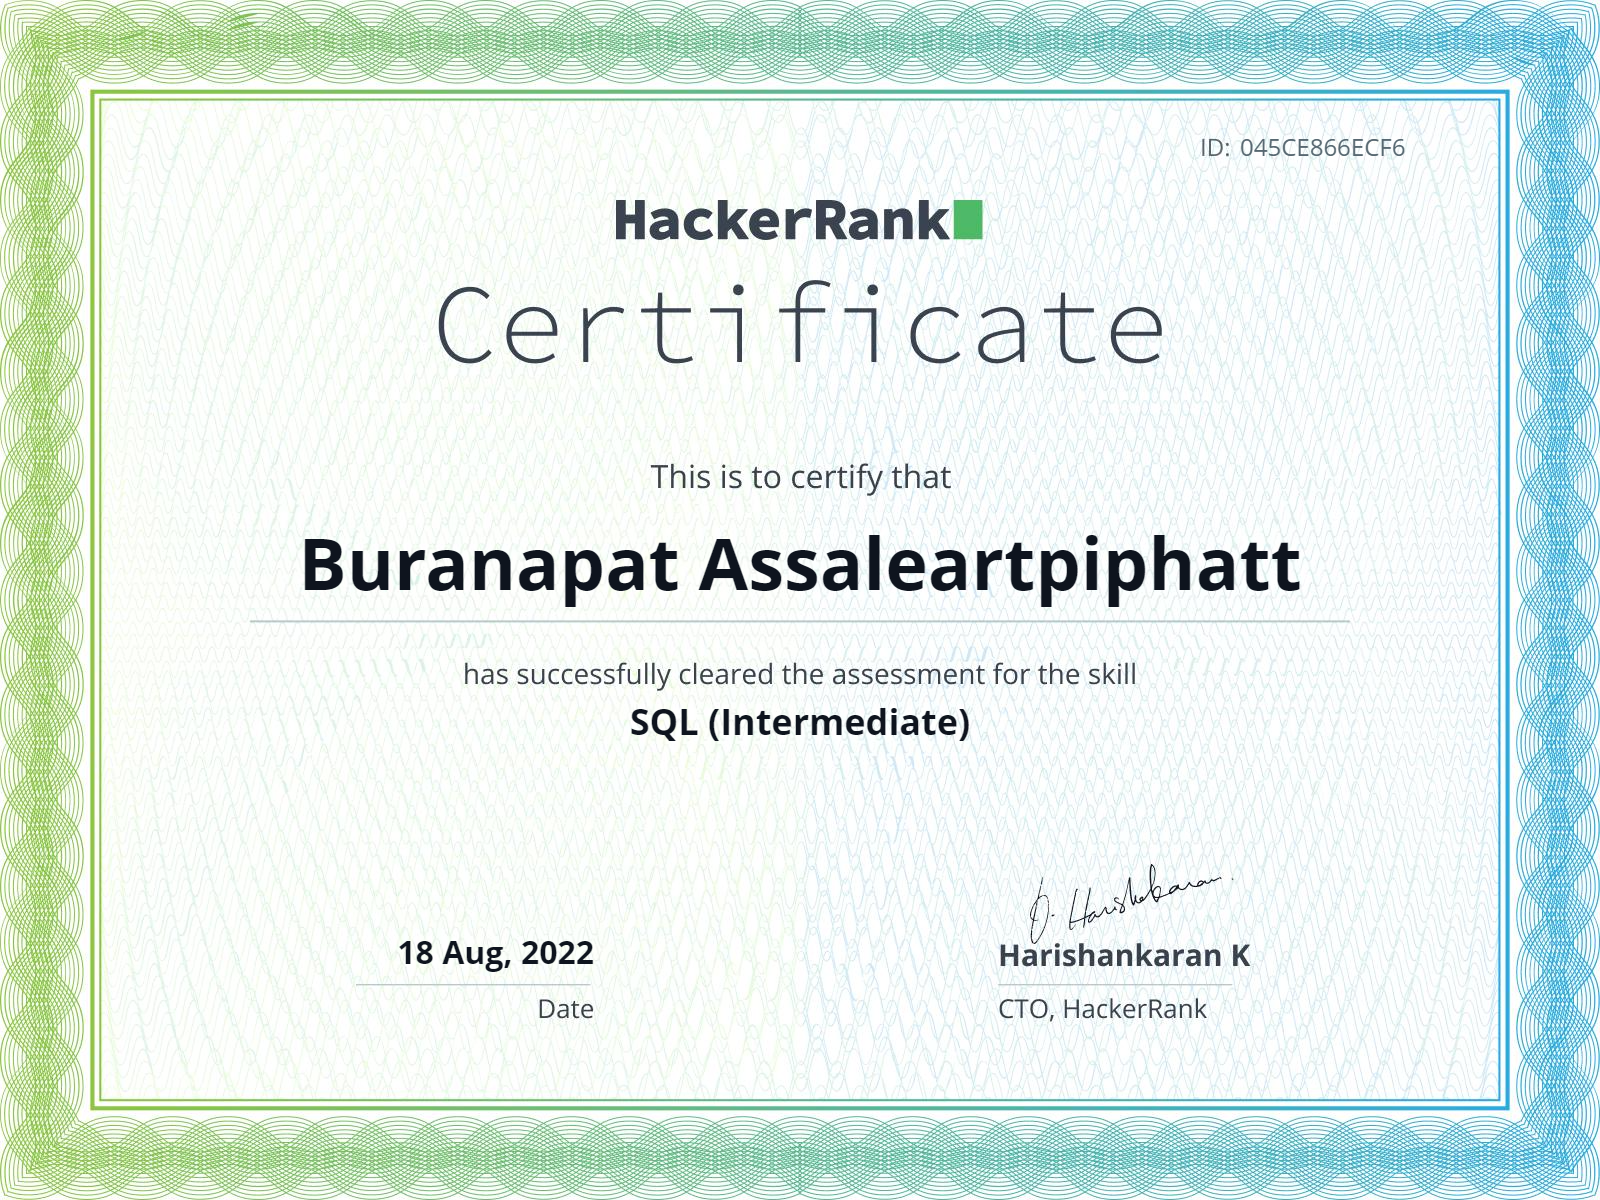 ID: 045CE866ECF6
HackerRank
Certificate
This is to certify that
Buranapat Assaleartpiphatt
has successfully cleared the assessment for the skill
SQL (Intermediate)
18 Aug, 2022
Date
J. Harishankaran
Harishankaran K
CTO, HackerRank